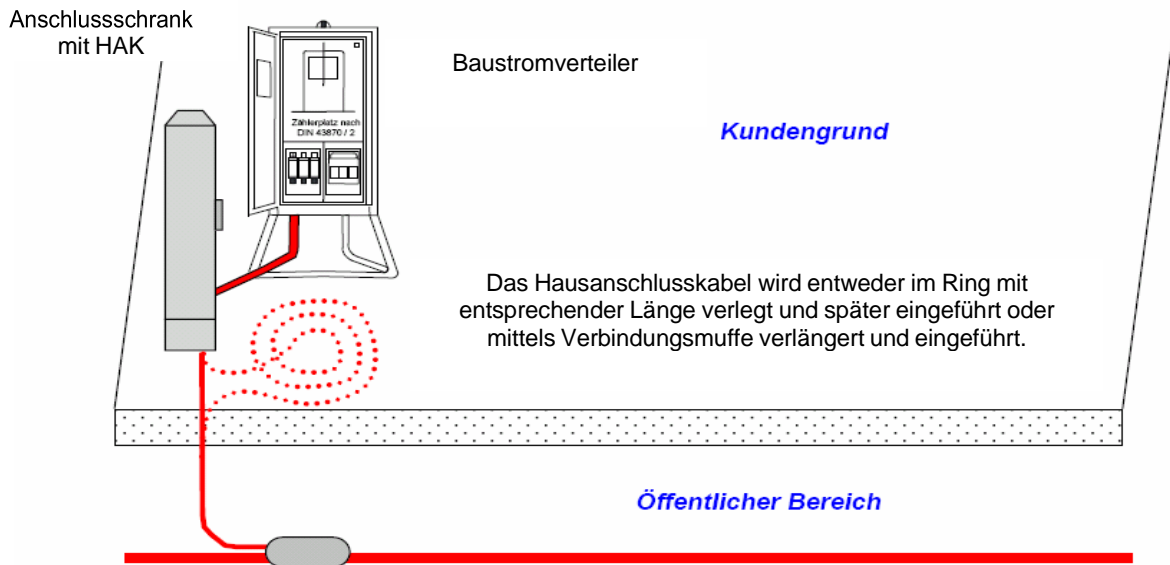 Anschlussschrank
mit HAK
Baustromverteiler
Zählerplatz nach
DIN 43870 / 2
Kundengrund
Das Hausanschlusskabel wird entweder im Ring mit
entsprechender Länge verlegt und später eingeführt oder
mittels Verbindungsmuffe verlängert und eingeführt.
Öffentlicher Bereich